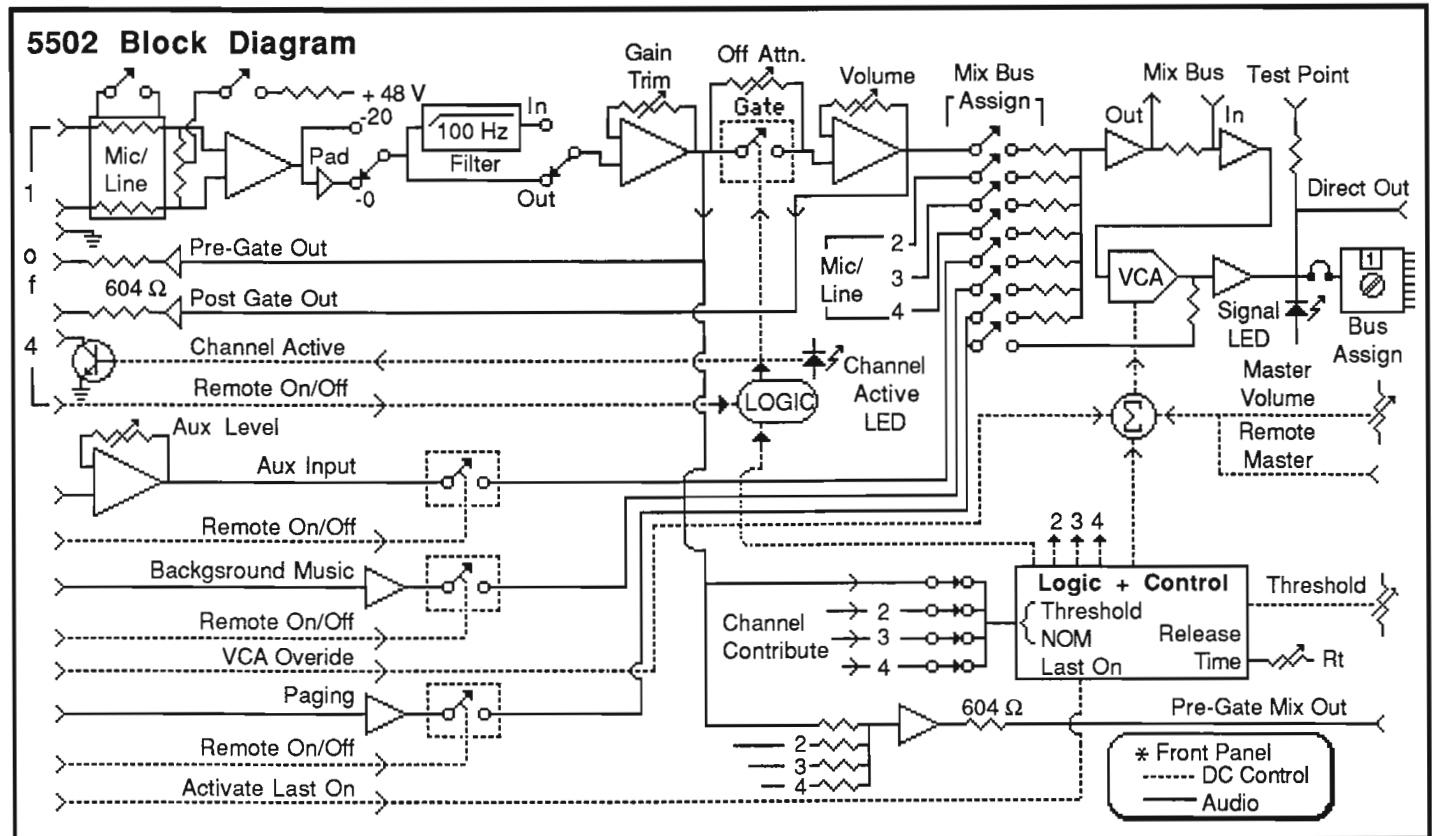 5502 Block Diagram
+ 48 V
-20
Mic/
Line
Pad
-0
In
100 Hz
Filter
Out
Gain
Trim
Off Attn.
Gate
Volume
Mix Bus
Assign
Mix Bus
Out
In
Test Point
Direct Out
1
o
f
4
Pre-Gate Out
604 Ω
Post Gate Out
Mic/
Line
2
3
4
VCA
Signal
LED
1
Bus
Assign
Channel Active
Channel
Active
LED
Remote On/Off
LOGIC
Σ
Master
Volume
Remote
Master
Aux Level
Aux Input
Remote On/Off
Backgsround Music
Remote On/Off
VCA Overide
Paging
Remote On/Off
Activate Last On
2 3 4
Logic + Control
Threshold
NOM
Last On
Release
Time
Threshold
Rt
Channel
Contribute
2
3
4
604 Ω
Pre-Gate Mix Out
2
3
4
* Front Panel
DC Control
Audio